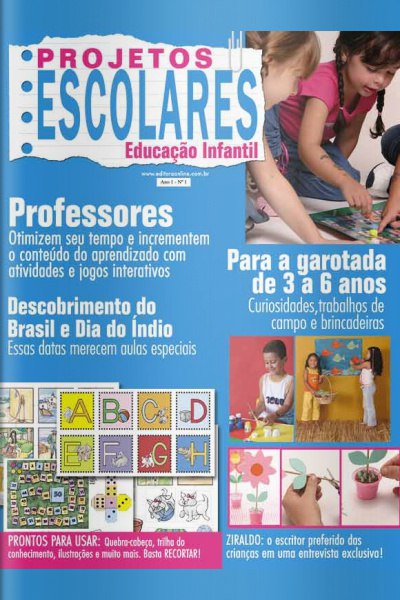 PROJETOS
ESCOLARES
Educação Infantil
www.editoraonline.com.br
Ano 1 - Nº 1
Professores
Otimizem seu tempo e incrementem
o conteúdo do aprendizado com
atividades e jogos interativos
Descobrimento do
Brasil e Dia do Índio
Essas datas merecem aulas especiais
Para a garotada
de 3 a 6 anos
Curiosidades,trabalhos de
campo e brincadeiras
A B C D
E F G H
PRONTOS PARA USAR: Quebra-cabeça, trilha do
conhecimento, ilustrações e muito mais. Basta RECORTAR!
ZIRALDO: o escritor preferido das
crianças em uma entrevista exclusiva!